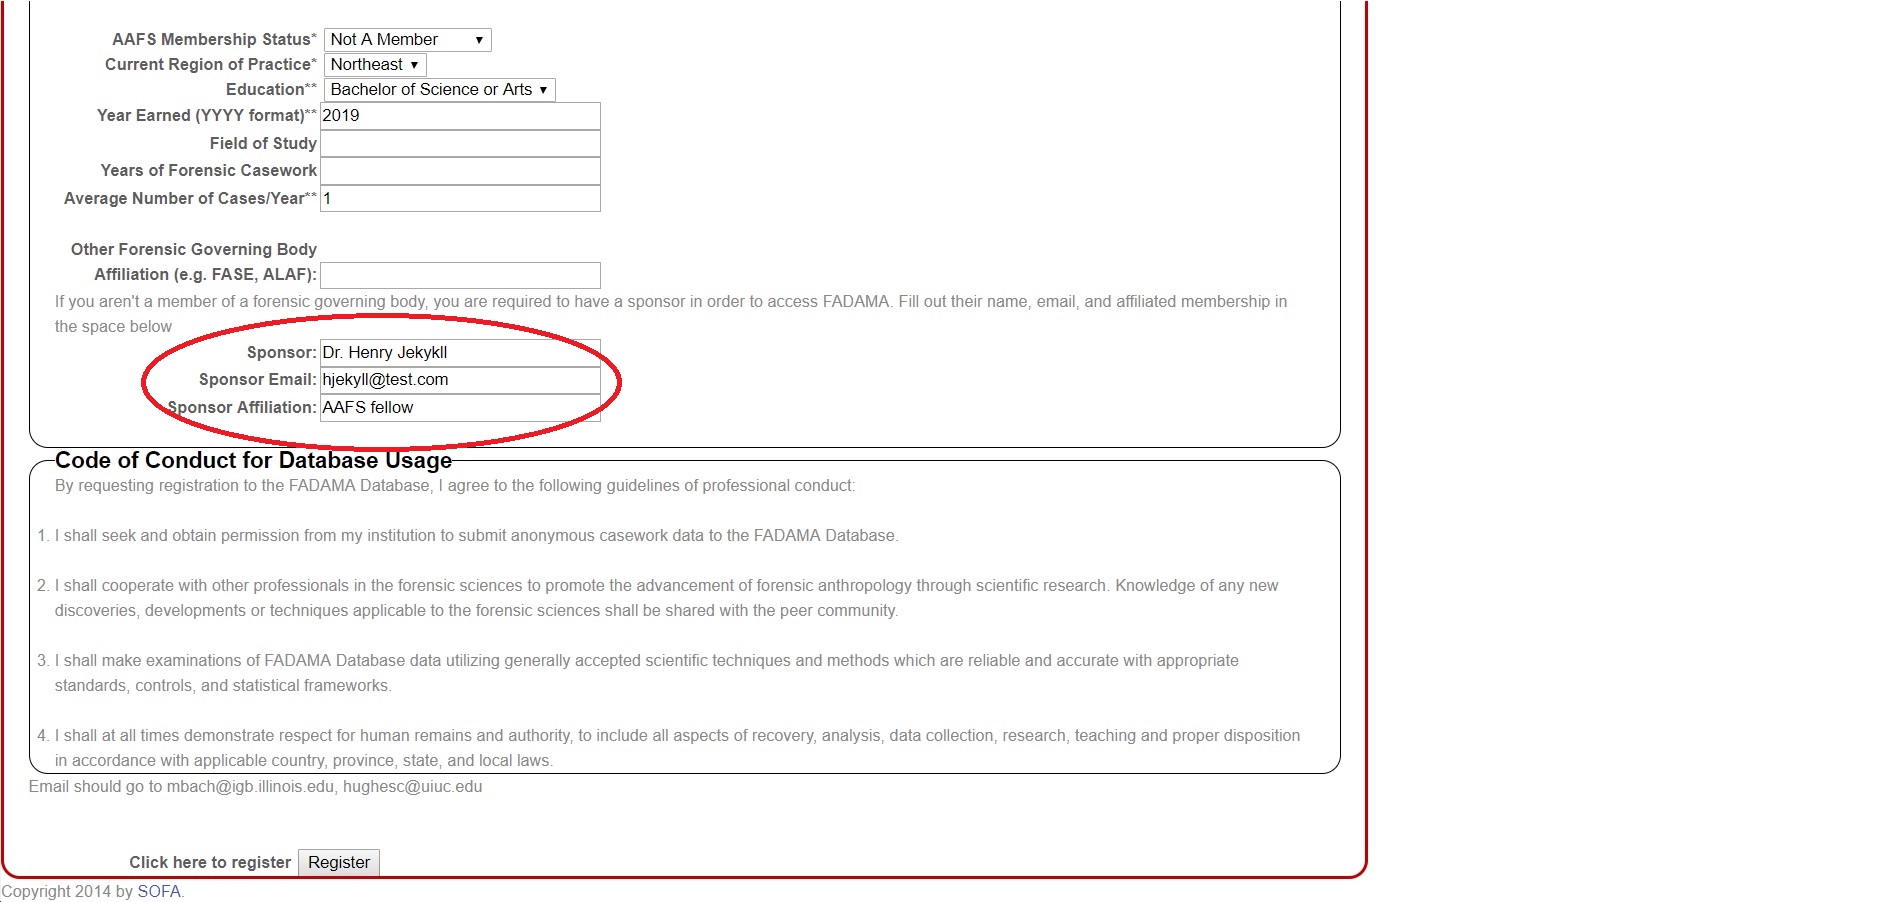 AAFS Membership Status* Not A Member
Current Region of Practice* Northeast
Education** Bachelor of Science or Arts
Year Earned (YYYY format)** 2019
Field of Study
Years of Forensic Casework
Average Number of Cases/Year** 1
Other Forensic Governing Body
Affiliation (e.g. FASE, ALAF):
If you aren't a member of a forensic governing body, you are required to have a sponsor in order to access FADAMA. Fill out their name, email, and affiliated membership in
the space below
Sponsor: Dr. Henry Jekykll
Sponsor Email: hjekyll@test.com
Sponsor Affiliation: AAFS fellow
Code of Conduct for Database Usage
By requesting registration to the FADAMA Database, I agree to the following guidelines of professional conduct:
1. I shall seek and obtain permission from my institution to submit anonymous casework data to the FADAMA Database.
2. I shall cooperate with other professionals in the forensic sciences to promote the advancement of forensic anthropology through scientific research. Knowledge of any new
discoveries, developments or techniques applicable to the forensic sciences shall be shared with the peer community.
3. I shall make examinations of FADAMA Database data utilizing generally accepted scientific techniques and methods which are reliable and accurate with appropriate
standards, controls, and statistical frameworks.
4. I shall at all times demonstrate respect for human remains and authority, to include all aspects of recovery, analysis, data collection, research, teaching and proper disposition
in accordance with applicable country, province, state, and local laws.
Email should go to mbach@igb.illinois.edu, hughesc@uiuc.edu
Click here to register Register
Copyright 2014 by SOFA.